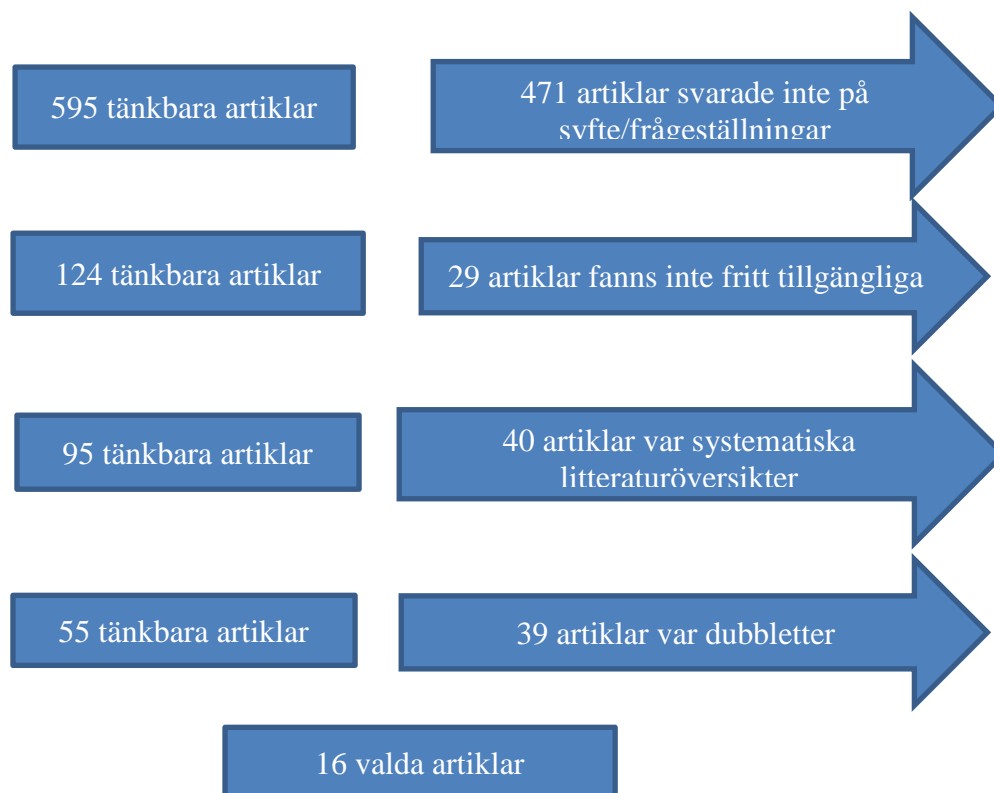 595 tänkbara artiklar
471 artiklar svarade inte på
syfte/frågeställningar
124 tänkbara artiklar
29 artiklar fanns inte fritt tillgängliga
95 tänkbara artiklar
40 artiklar var systematiska
litteraturöversikter
55 tänkbara artiklar
39 artiklar var dubbletter
16 valda artiklar